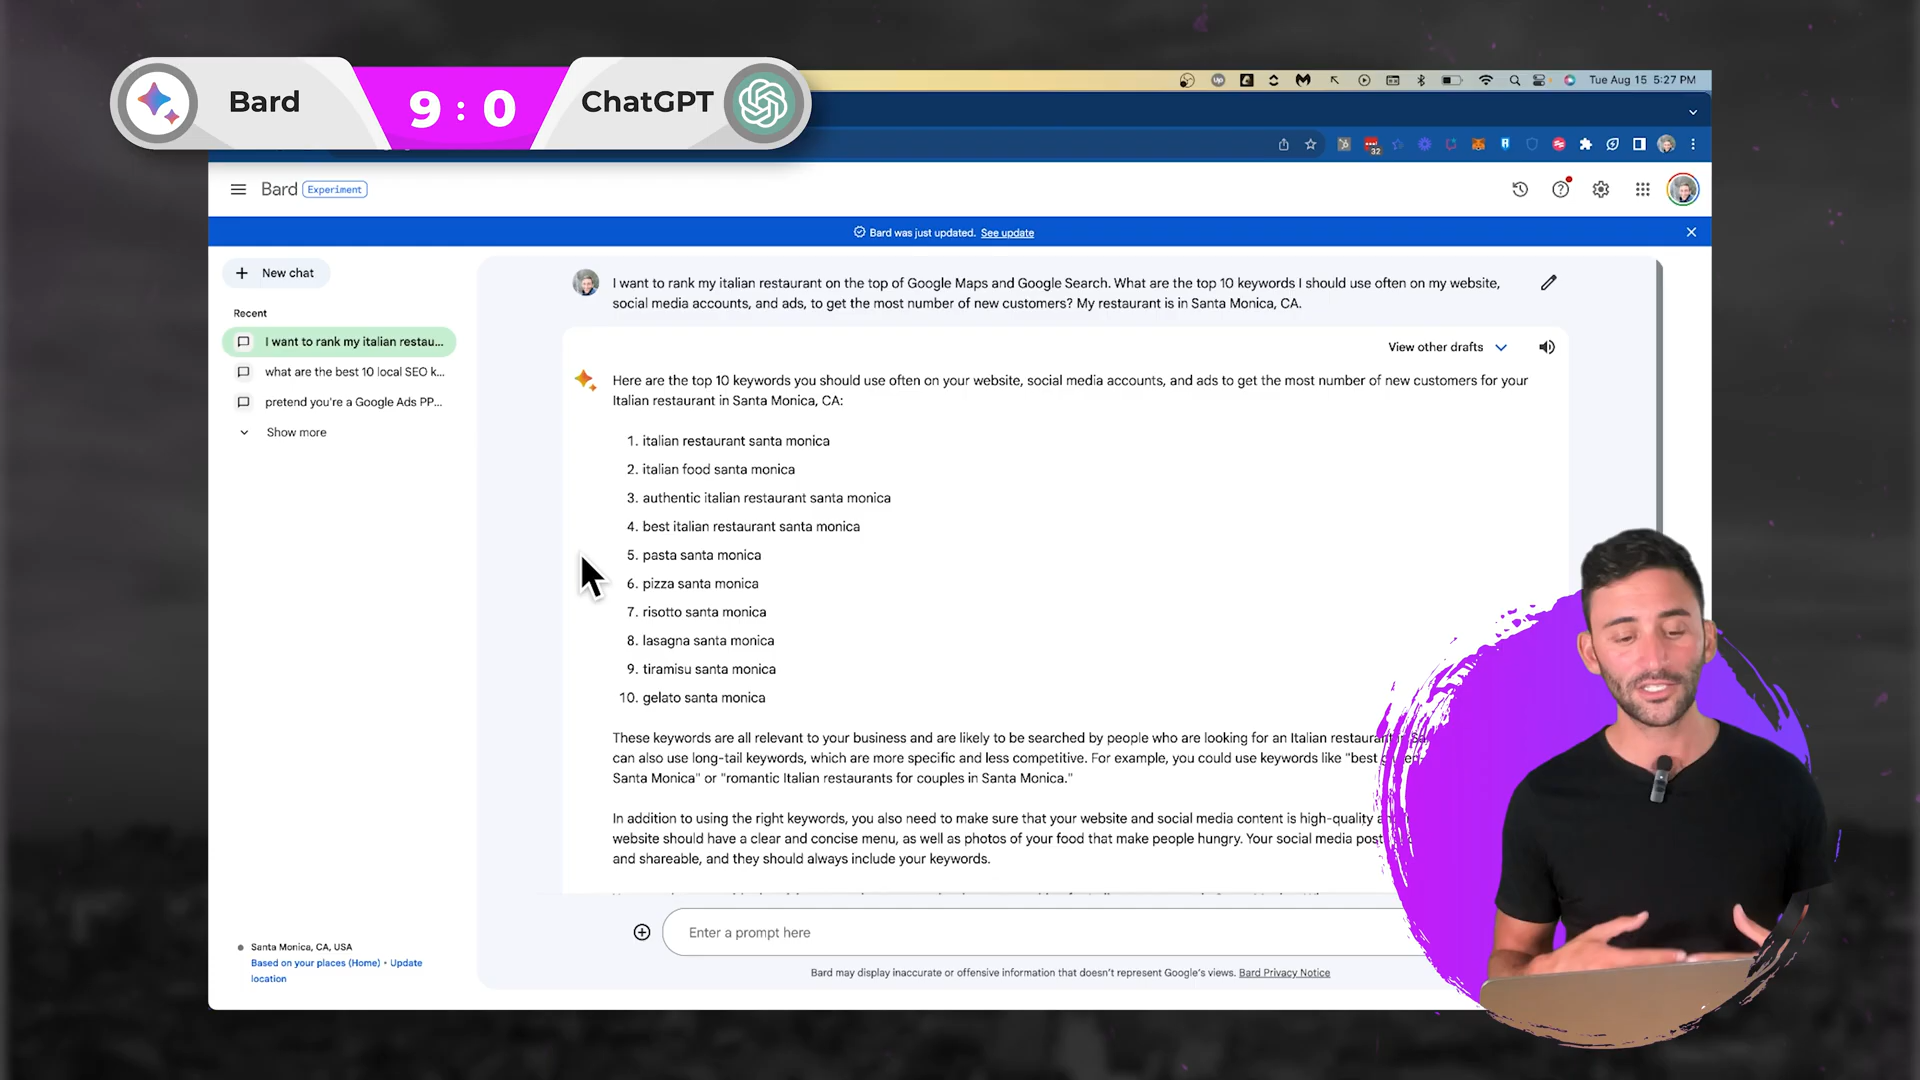 Bard
9 : 0
ChatGPT
Tue Aug 15 5:27 PM
32
Bard Experiment
Bard was just updated. See update
New chat
Recent
I want to rank my italian restau...
what are the best 10 local SEO k...
pretend you're a Google Ads PP...
Show more
I want to rank my italian restaurant on the top of Google Maps and Google Search. What are the top 10 keywords I should use often on my website,
social media accounts, and ads, to get the most number of new customers? My restaurant is in Santa Monica, CA.
View other drafts
Here are the top 10 keywords you should use often on your website, social media accounts, and ads to get the most number of new customers for your
Italian restaurant in Santa Monica, CA:
1. italian restaurant santa monica
2. italian food santa monica
3. authentic italian restaurant santa monica
4. best italian restaurant santa monica
5. pasta santa monica
6. pizza santa monica
7. risotto santa monica
8. lasagna santa monica
9. tiramisu santa monica
10. gelato santa monica
These keywords are all relevant to your business and are likely to be searched by people who are looking for an Italian restaurant
can also use long-tail keywords, which are more specific and less competitive. For example, you could use keywords like "best
Santa Monica" or "romantic Italian restaurants for couples in Santa Monica."
In addition to using the right keywords, you also need to make sure that your website and social media content is high-quality
website should have a clear and concise menu, as well as photos of your food that make people hungry. Your social media post
and shareable, and they should always include your keywords.
Enter a prompt here
Santa Monica, CA, USA
Based on your places (Home) • Update
location
Bard may display inaccurate or offensive information that doesn't represent Google's views. Bard Privacy Notice